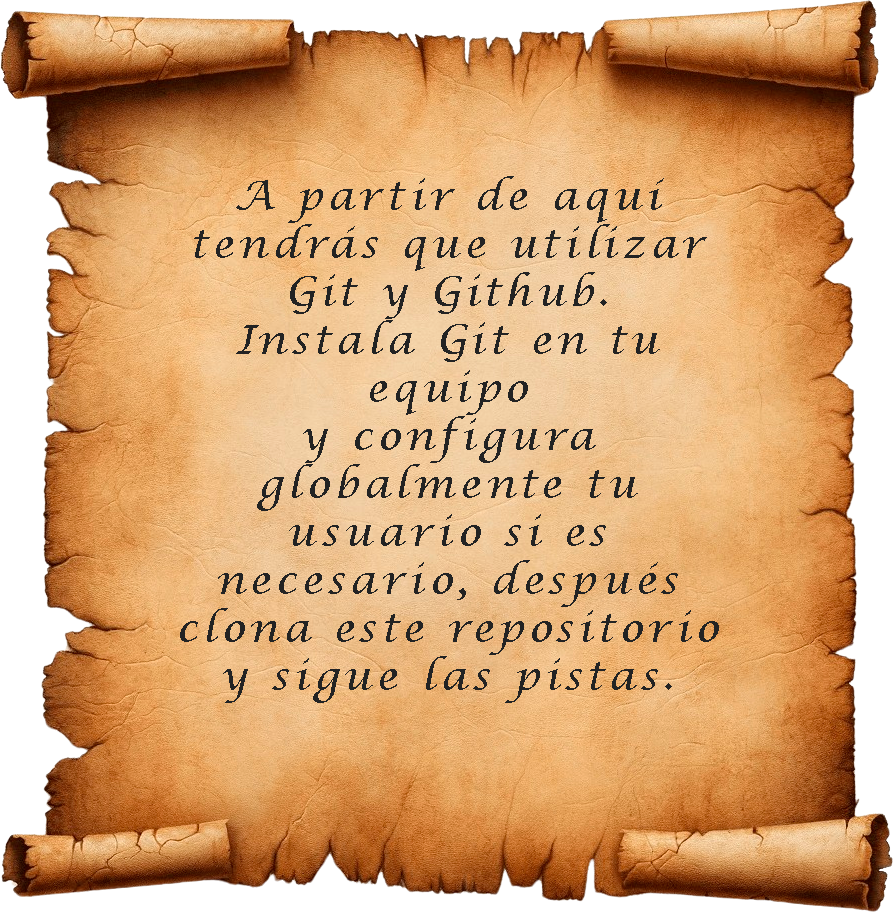 A partir de aquí
tendrás que utilizar
Git y Github.
Instala Git en tu
equipo
y configura
globalmente tu
usuario si es
necesario, después
clona este repositorio
y sigue las pistas.